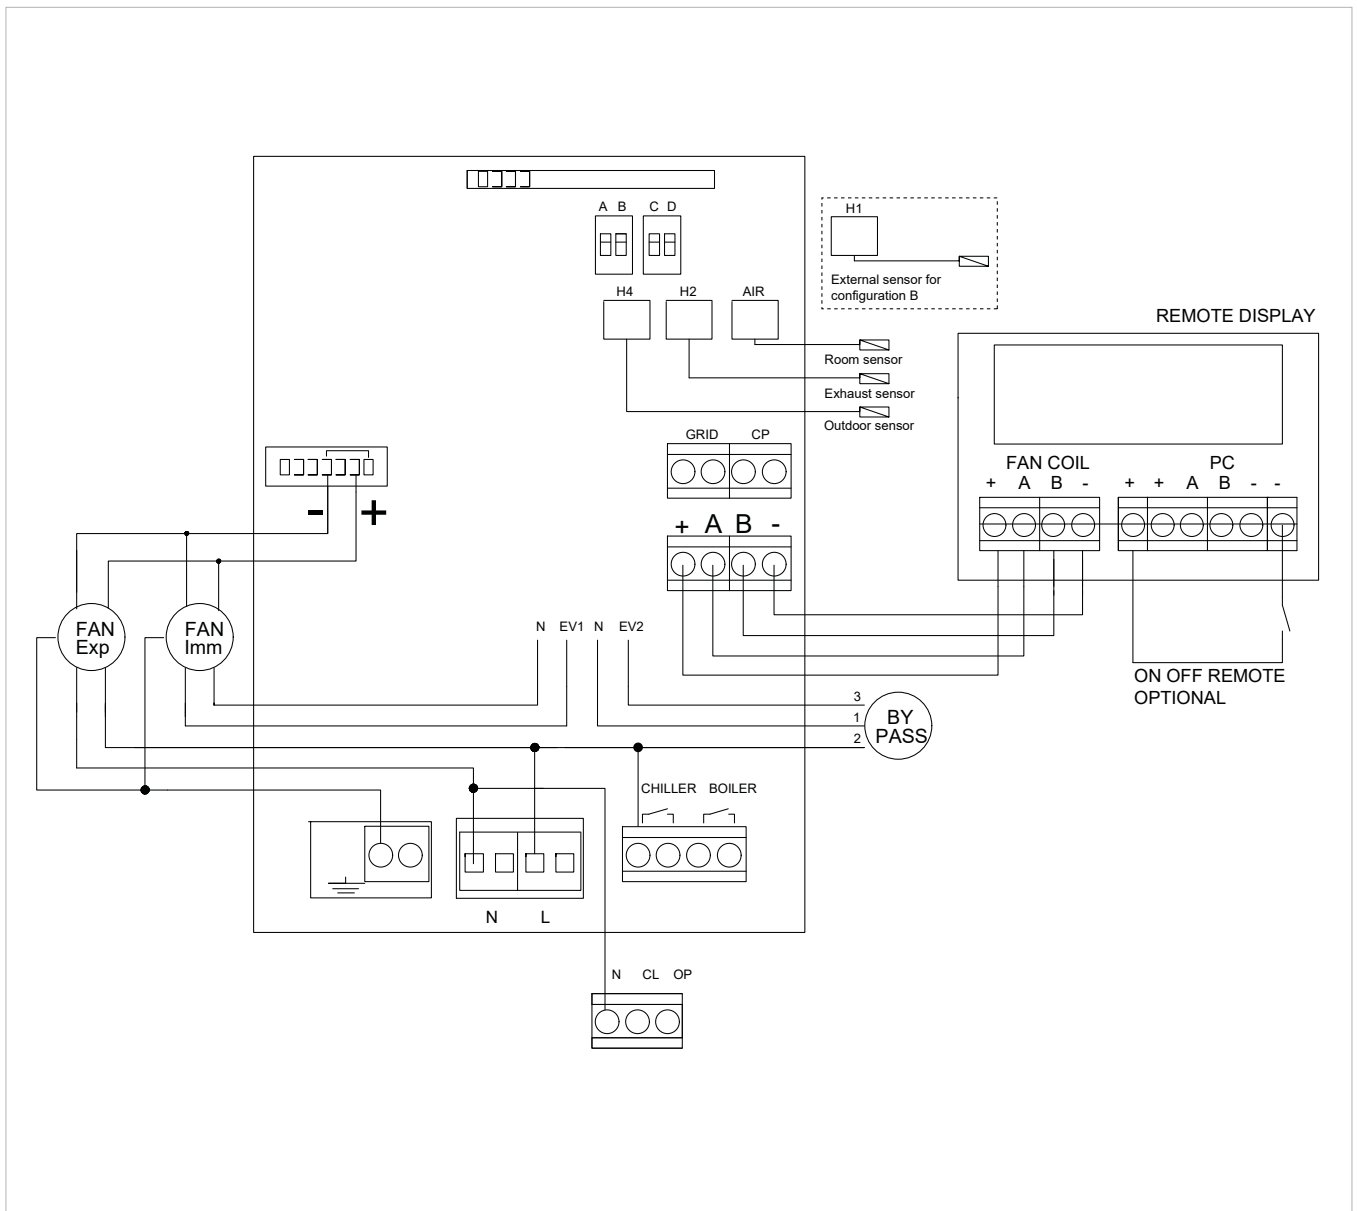 A B C D
H1
External sensor for
configuration B
H4 H2 AIR
REMOTE DISPLAY
Room sensor
Exhaust sensor
Outdoor sensor
GRID CP
FAN COIL PC
+ A B - + + A B - -
- +
+ A B -
FAN
Exp
FAN
Imm
N EV1 N EV2
ON OFF REMOTE
OPTIONAL
3
1
2
BY
PASS
CHILLER BOILER
N L
N CL OP